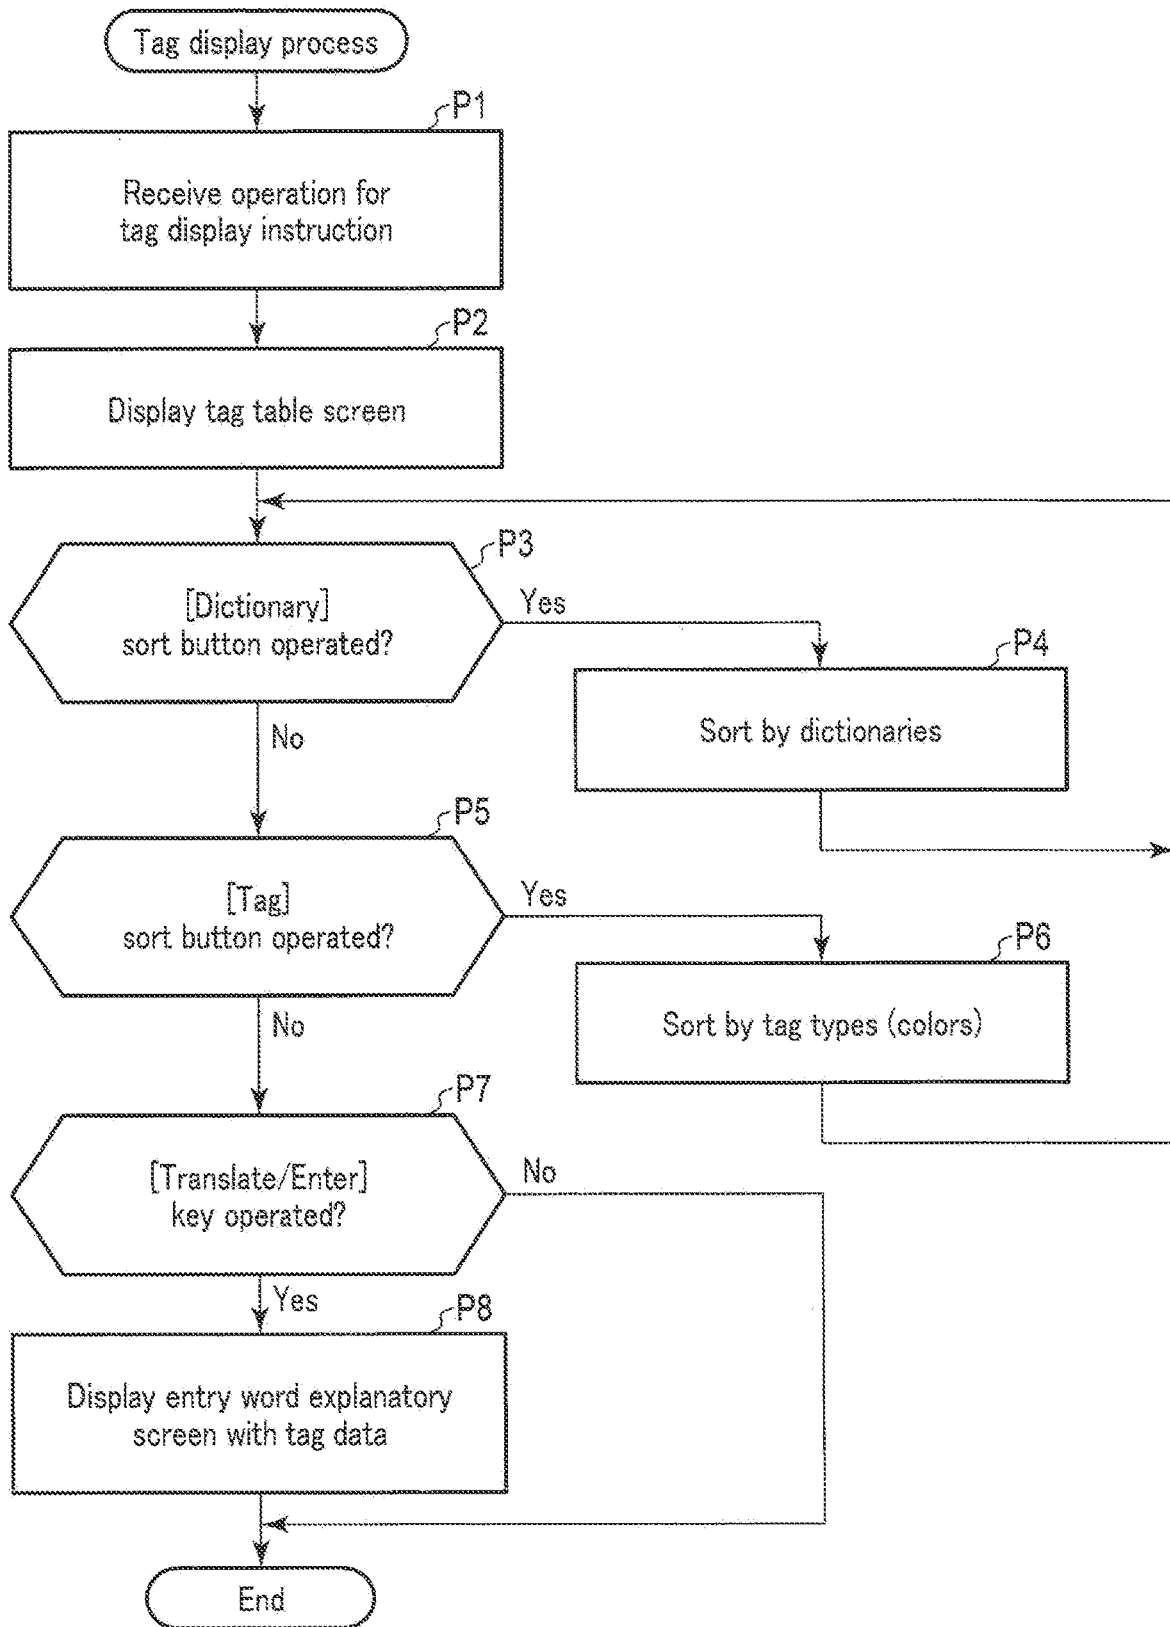 Tag display process
P1
Receive operation for
tag display instruction
P2
Display tag table screen
P3
[Dictionary]
sort button operated?
Yes
No
P4
Sort by dictionaries
P5
[Tag]
sort button operated?
Yes
No
P6
Sort by tag types (colors)
P7
[Translate/Enter]
key operated?
No
Yes
P8
Display entry word explanatory
screen with tag data
End